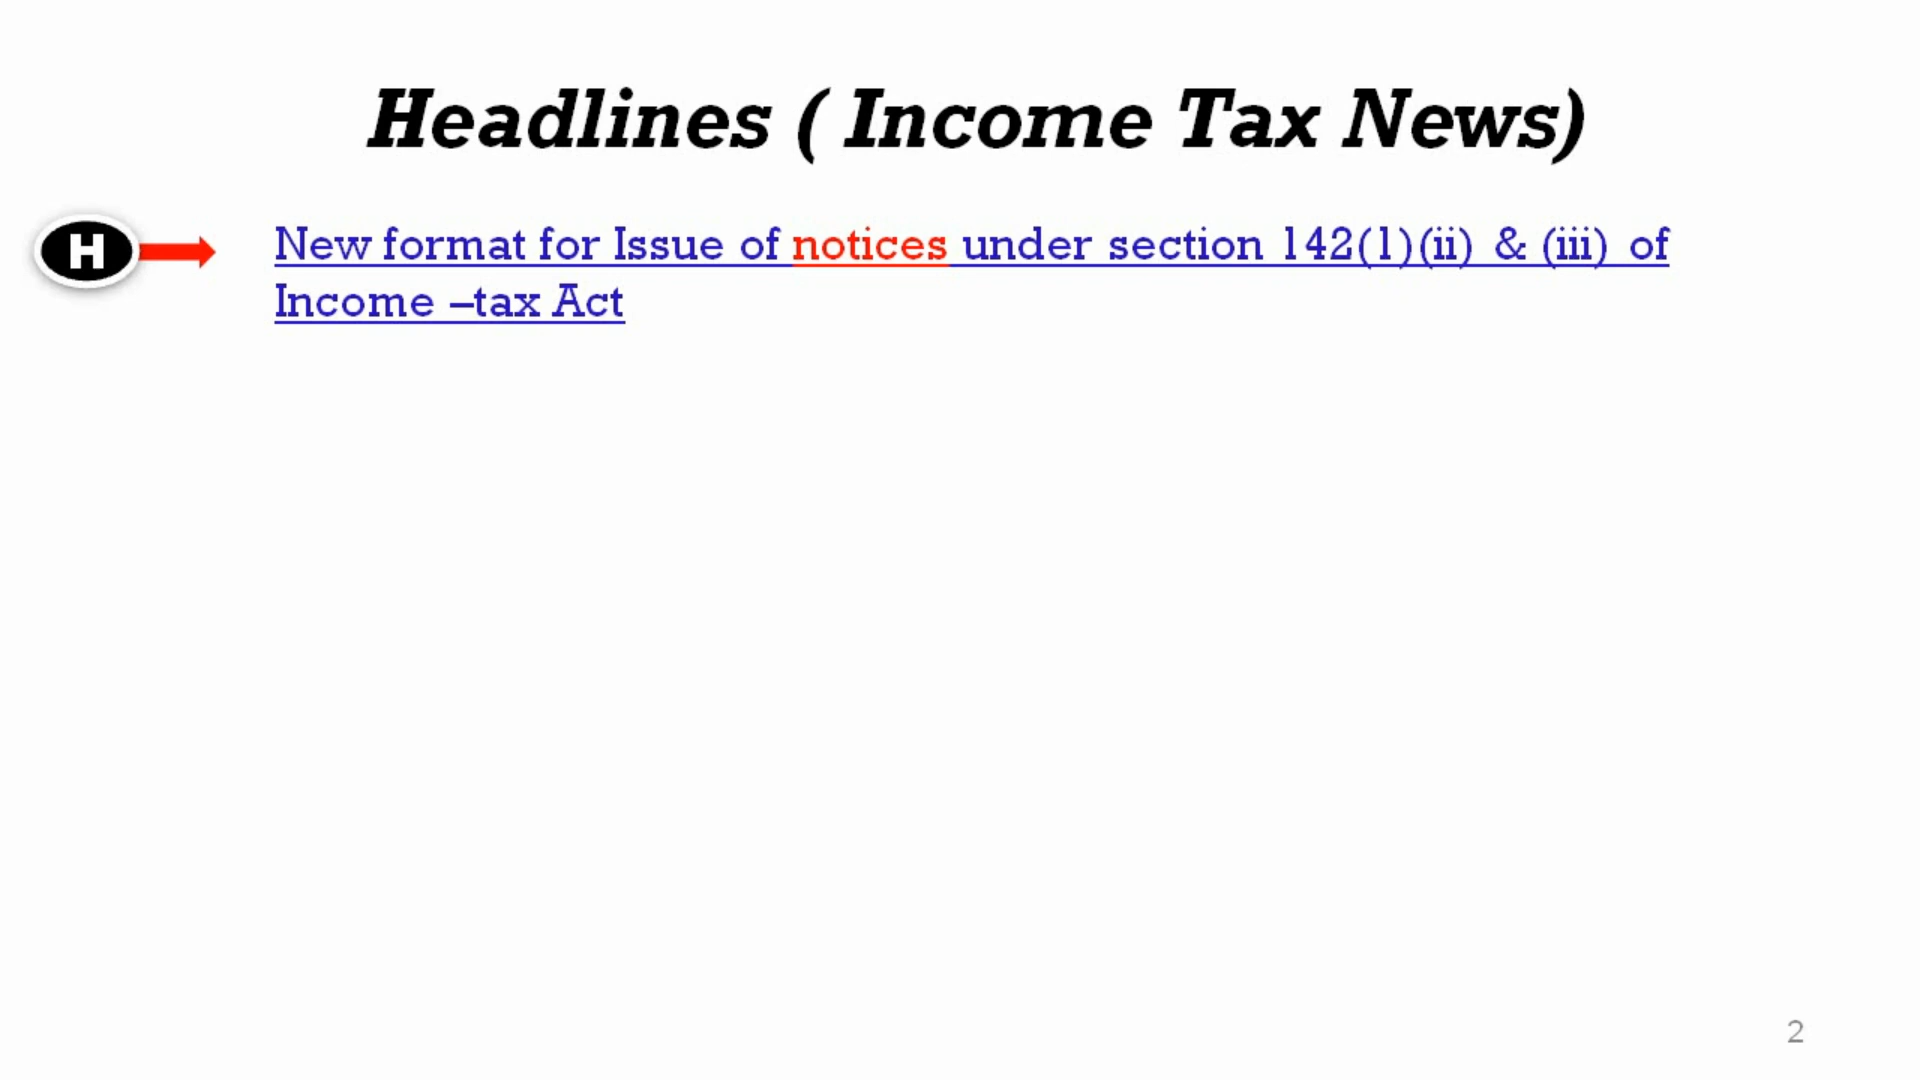 Headlines ( Income Tax News)
H
New format for Issue of notices under section 142(1)(ii) & (iii) of
Income –tax Act
2